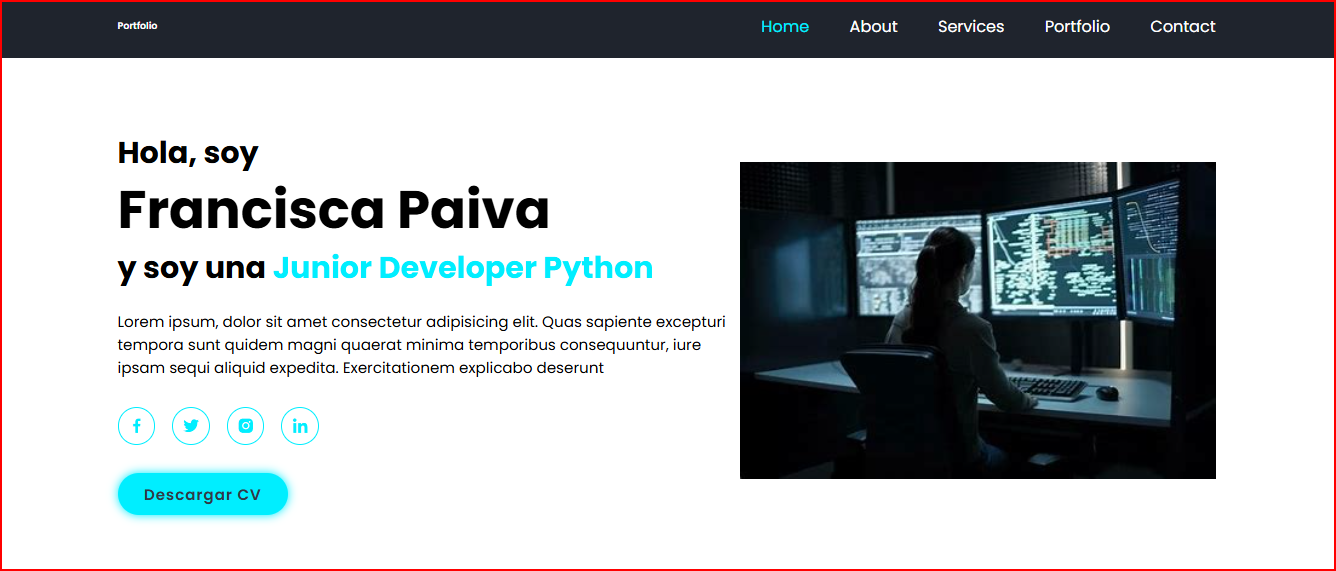 Portfolio
Home About Services Portfolio Contact
Hola, soy
Francisca Paiva
y soy una Junior Developer Python
Lorem ipsum, dolor sit amet consectetur adipisicing elit. Quas sapiente excepturi
tempora sunt quidem magni quaerat minima temporibus consequuntur, iure
ipsam sequi aliquid expedita. Exercitationem explicabo deserunt
Descargar CV